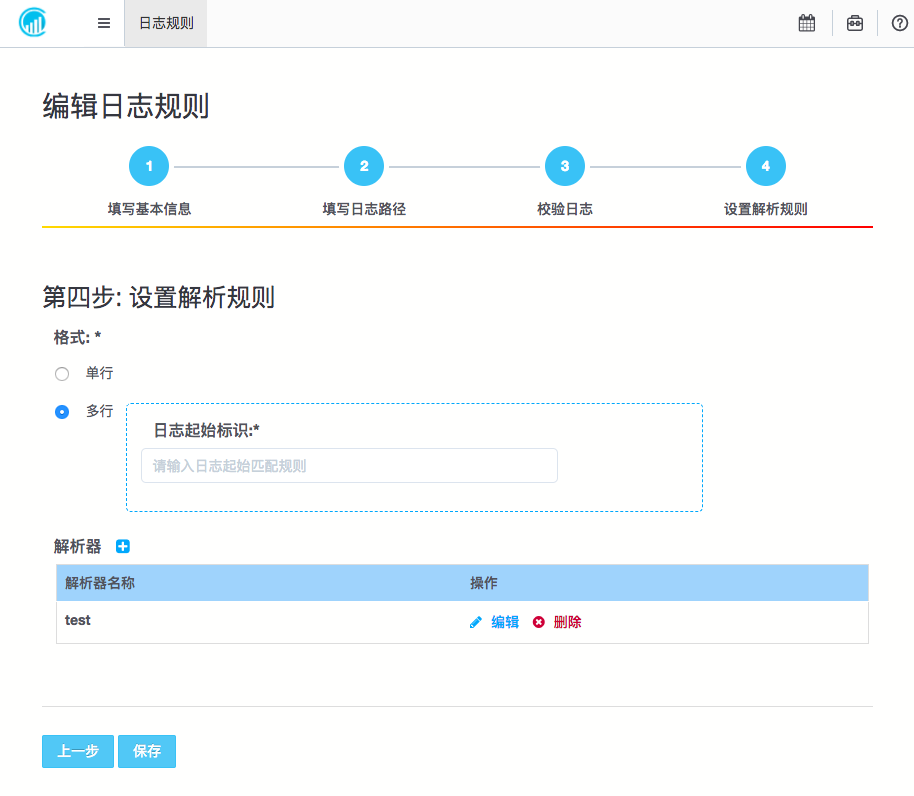 日志规则
编辑日志规则
1 2 3 4
填写基本信息 填写日志路径 校验日志 设置解析规则
第四步: 设置解析规则
格式: *
单行
多行
日志起始标识:*
请输入日志起始匹配规则
解析器
解析器名称 操作
test 编辑 删除
上一步 保存